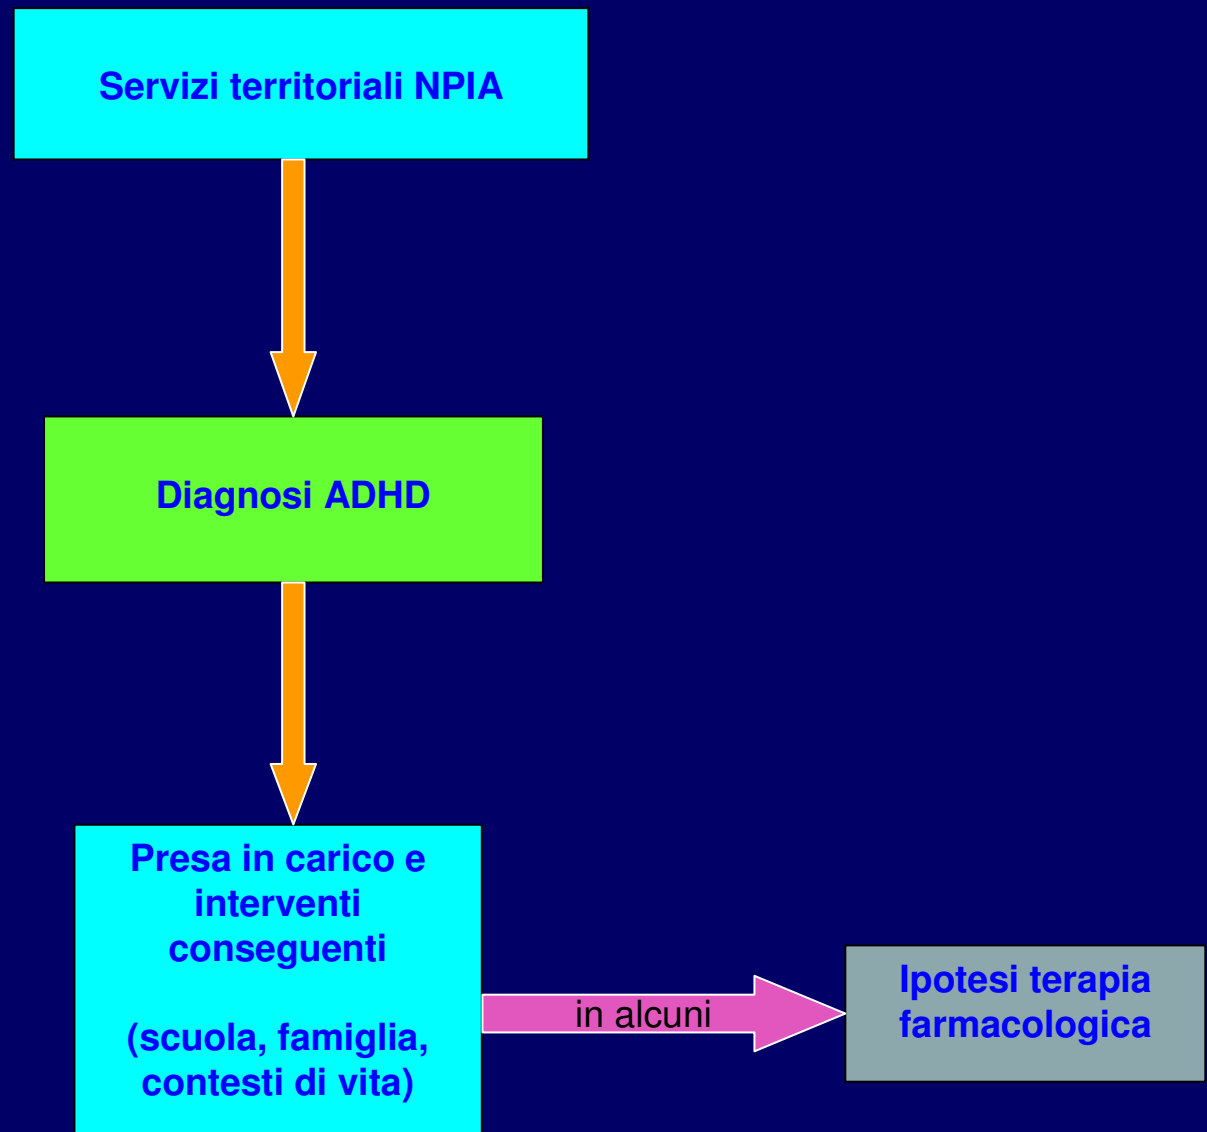 Servizi territoriali NPIA
Diagnosi ADHD
Presa in carico e
interventi
conseguenti
(scuola, famiglia,
contesti di vita)
in alcuni
Ipotesi terapia
farmacologica